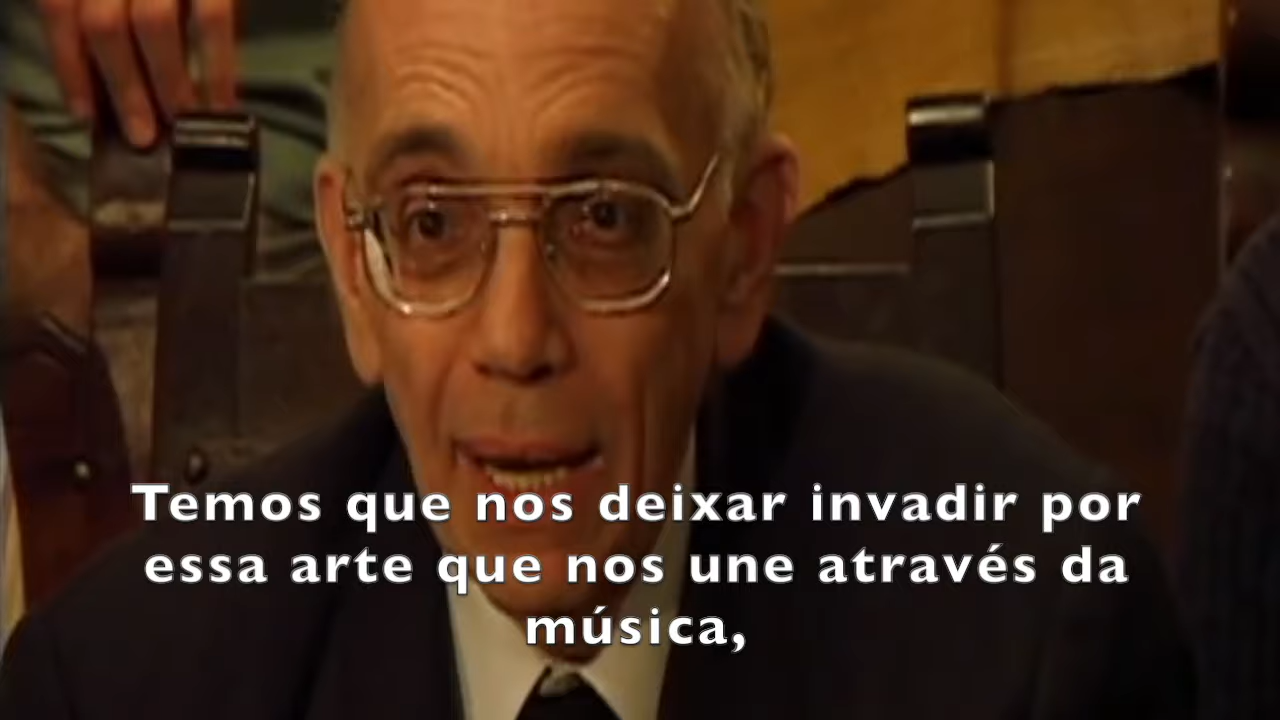 Temos que nos deixar invadir por
essa arte que nos une através da
música,